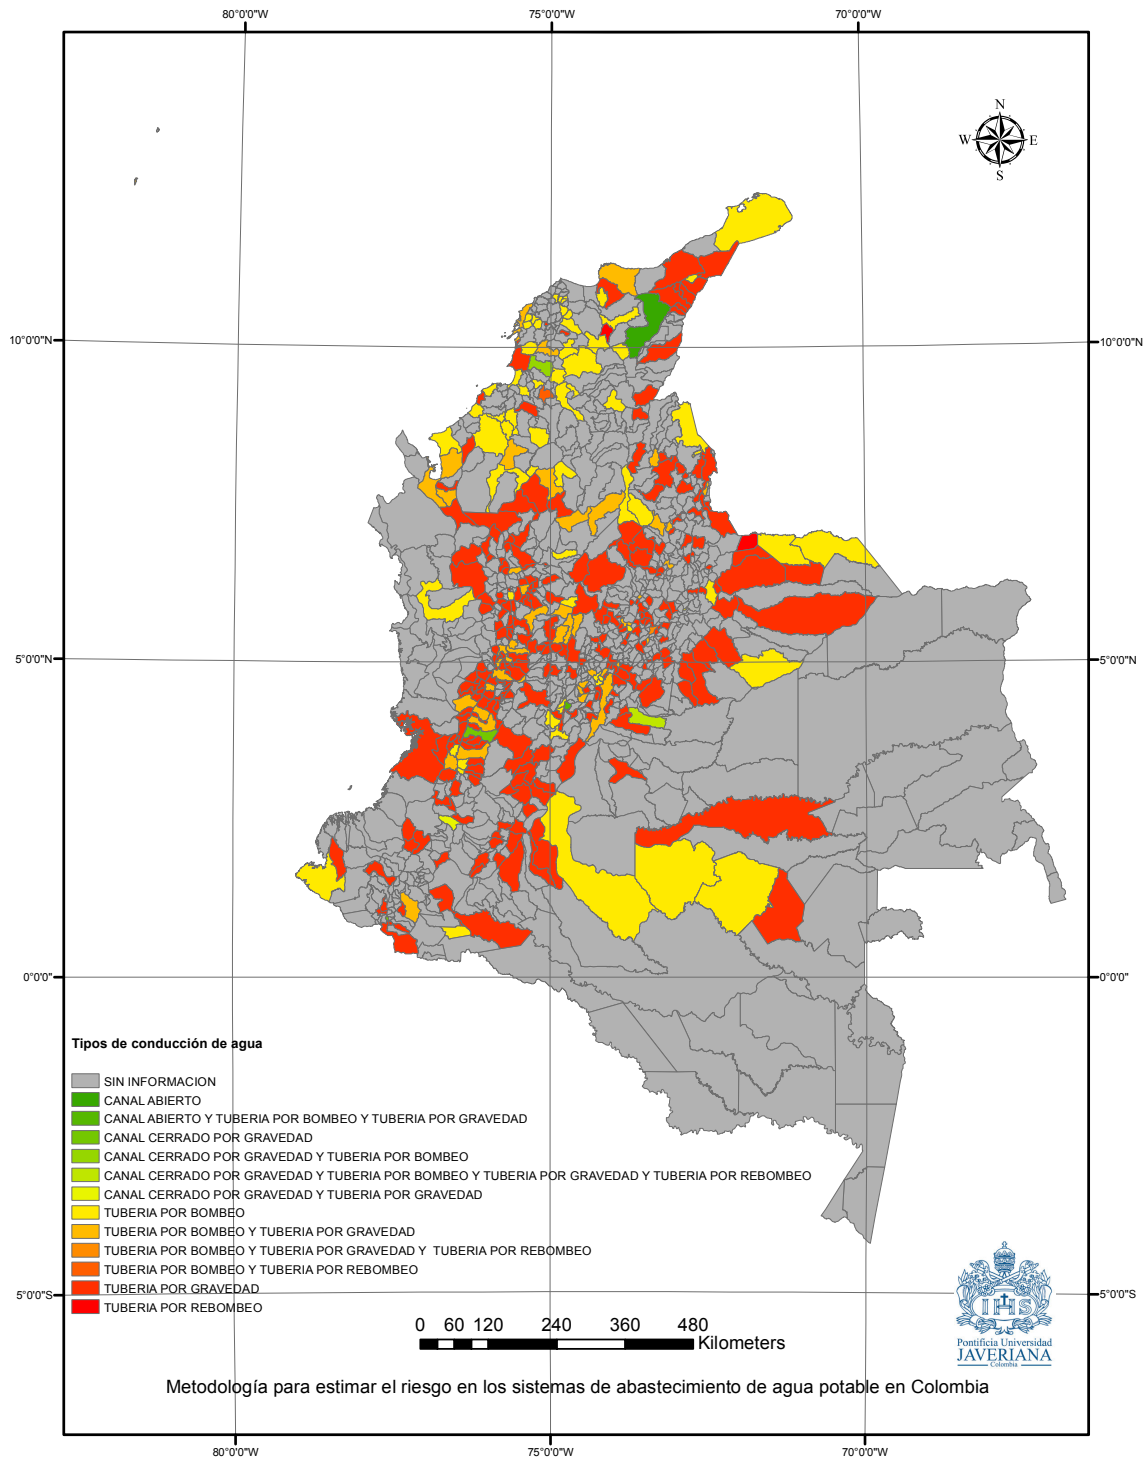 80°0'0"W
75°0'0"W
70°0'0"W
N
W
E
S
10°0'0"N
10°0'0"N
5°0'0"N
5°0'0"N
0°0'0"
0°0'0"
Tipos de conducción de agua
SIN INFORMACION
CANAL ABIERTO
CANAL ABIERTO Y TUBERIA POR BOMBEO Y TUBERIA POR GRAVEDAD
CANAL CERRADO POR GRAVEDAD
CANAL CERRADO POR GRAVEDAD Y TUBERIA POR BOMBEO
CANAL CERRADO POR GRAVEDAD Y TUBERIA POR BOMBEO Y TUBERIA POR GRAVEDAD Y TUBERIA POR REBOMBEO
CANAL CERRADO POR GRAVEDAD Y TUBERIA POR GRAVEDAD
TUBERIA POR BOMBEO
TUBERIA POR BOMBEO Y TUBERIA POR GRAVEDAD
TUBERIA POR BOMBEO Y TUBERIA POR GRAVEDAD Y TUBERIA POR REBOMBEO
TUBERIA POR BOMBEO Y TUBERIA POR REBOMBEO
TUBERIA POR GRAVEDAD
TUBERIA POR REBOMBEO
5°0'0"S
5°0'0"S
0 60 120 240 360 480
Kilometers
IHS
Pontificia Universidad
JAVERIANA
Colombia
Metodología para estimar el riesgo en los sistemas de abastecimiento de agua potable en Colombia
80°0'0"W
75°0'0"W
70°0'0"W